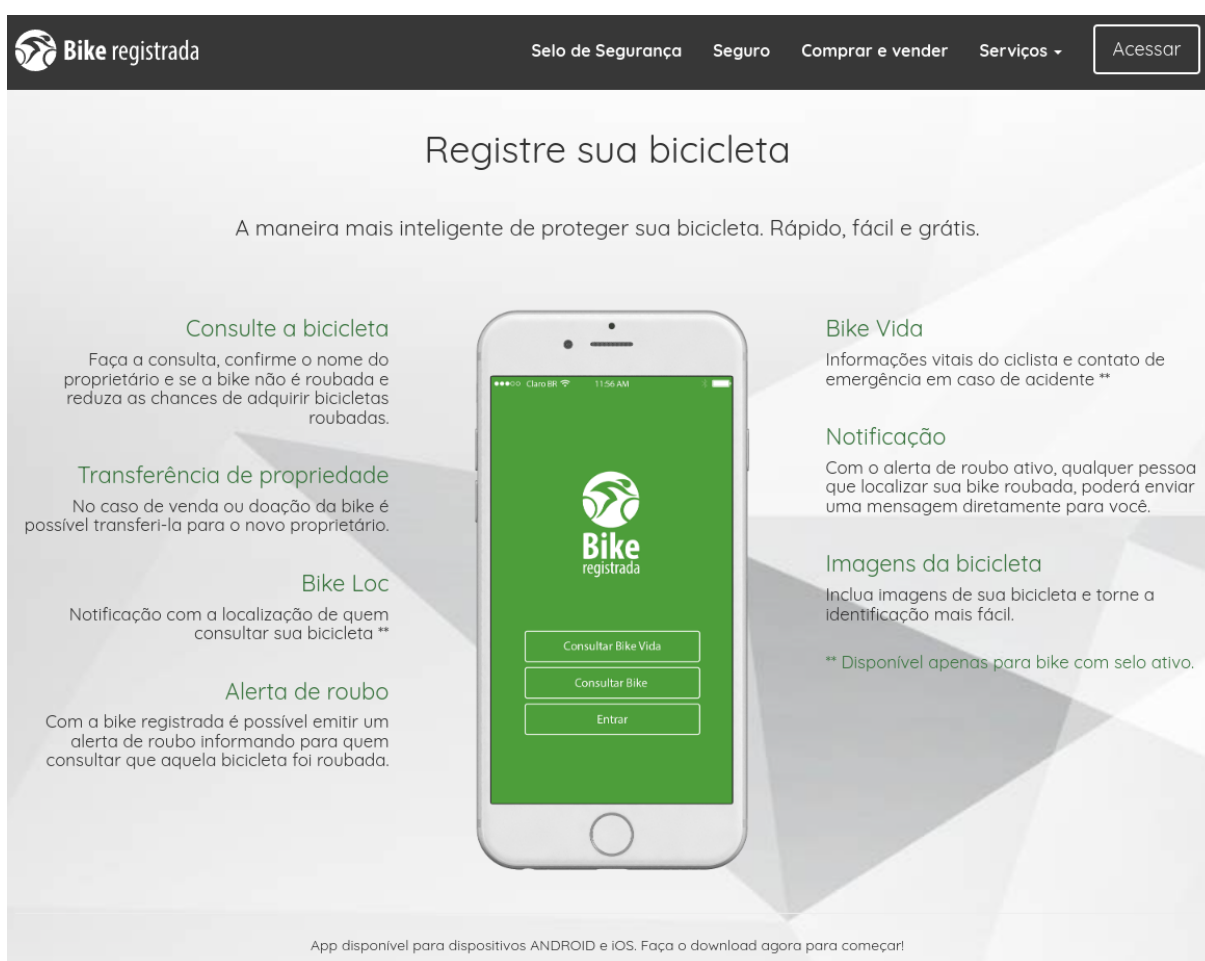 Bike registrada
Selo de Segurança Seguro Comprar e vender Serviços Acessar
Registre sua bicicleta
A maneira mais inteligente de proteger sua bicicleta. Rápido, fácil e grátis.
Consulte a bicicleta
Faça a consulta, confirme o nome do
proprietário e se a bike não é roubada e
reduza as chances de adquirir bicicletas
roubadas.
Transferência de propriedade
No caso de venda ou doação da bike é
possível transferi-la para o novo proprietário.
Bike Loc
Notificação com a localização de quem
consultar sua bicicleta **
Alerta de roubo
Com a bike registrada é possível emitir um
alerta de roubo informando para quem
consultar que aquela bicicleta foi roubada.
Claro BR 11:56 AM
Bike
registrada
Consultar Bike Vida
Consultar Bike
Entrar
Bike Vida
Informações vitais do ciclista e contato de
emergência em caso de acidente **
Notificação
Com o alerta de roubo ativo, qualquer pessoa
que localizar sua bike roubada, poderá enviar
uma mensagem diretamente para você.
Imagens da bicicleta
Inclua imagens de sua bicicleta e torne a
identificação mais fácil.
** Disponível apenas para bike com selo ativo.
App disponível para dispositivos ANDROID e iOS. Faça o download agora para começar!